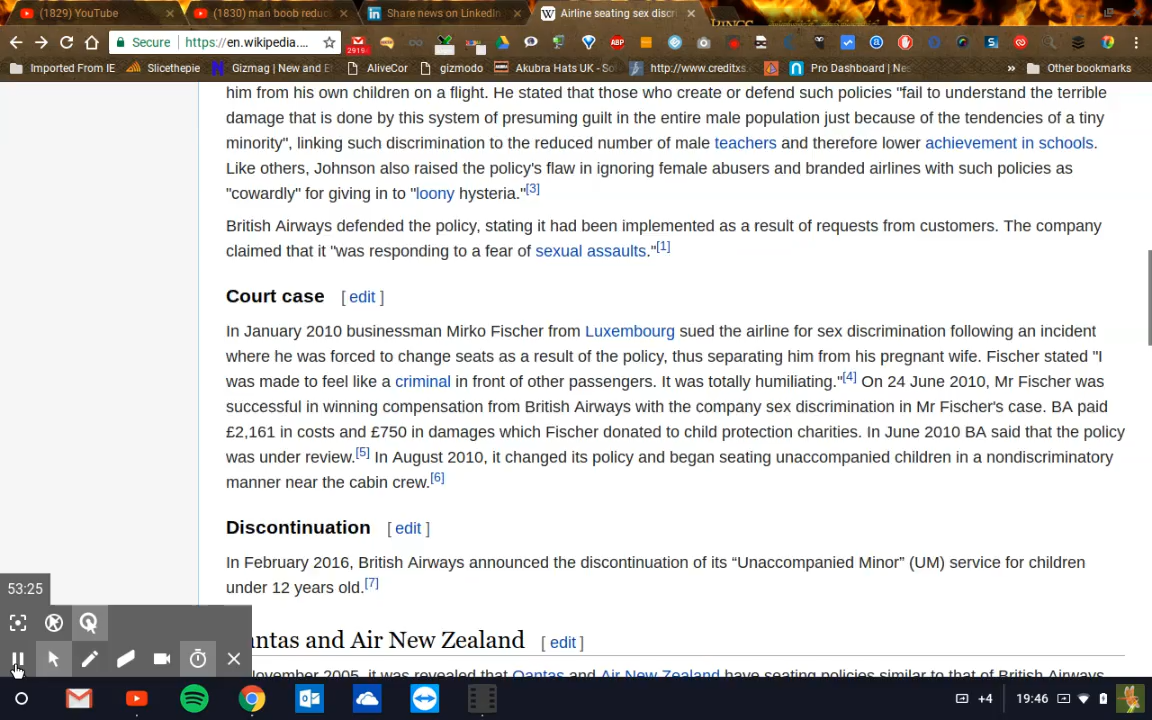 (1829) YouTube
(1830) man boob redu
Share news on LinkedIn
Airline seating sex discr
Secure
https://en.wikipedia....
2919
ABP
Imported From IE
Slicethepie
Gizmag | New and E
AliveCor
gizmodo
Akubra Hats UK - So
http://www.creditxs.
Pro Dashboard | Ne
»
Other bookmarks
him from his own children on a flight. He stated that those who create or defend such policies "fail to understand the terrible
damage that is done by this system of presuming guilt in the entire male population just because of the tendencies of a tiny
minority", linking such discrimination to the reduced number of male teachers and therefore lower achievement in schools.
Like others, Johnson also raised the policy's flaw in ignoring female abusers and branded airlines with such policies as
"cowardly" for giving in to "loony hysteria."[3]
British Airways defended the policy, stating it had been implemented as a result of requests from customers. The company
claimed that it "was responding to a fear of sexual assaults."[1]
Court case [ edit ]
In January 2010 businessman Mirko Fischer from Luxembourg sued the airline for sex discrimination following an incident
where he was forced to change seats as a result of the policy, thus separating him from his pregnant wife. Fischer stated "I
was made to feel like a criminal in front of other passengers. It was totally humiliating."[4] On 24 June 2010, Mr Fischer was
successful in winning compensation from British Airways with the company sex discrimination in Mr Fischer's case. BA paid
£2,161 in costs and £750 in damages which Fischer donated to child protection charities. In June 2010 BA said that the policy
was under review.[5] In August 2010, it changed its policy and began seating unaccompanied children in a nondiscriminatory
manner near the cabin crew.[6]
Discontinuation [ edit ]
In February 2016, British Airways announced the discontinuation of its “Unaccompanied Minor” (UM) service for children
under 12 years old.[7]
53:25
antas and Air New Zealand [ edit ]
November 2005, it was revealed that Qantas and Air New Zealand have seating policies similar to that of British Airways.
+4
19:46